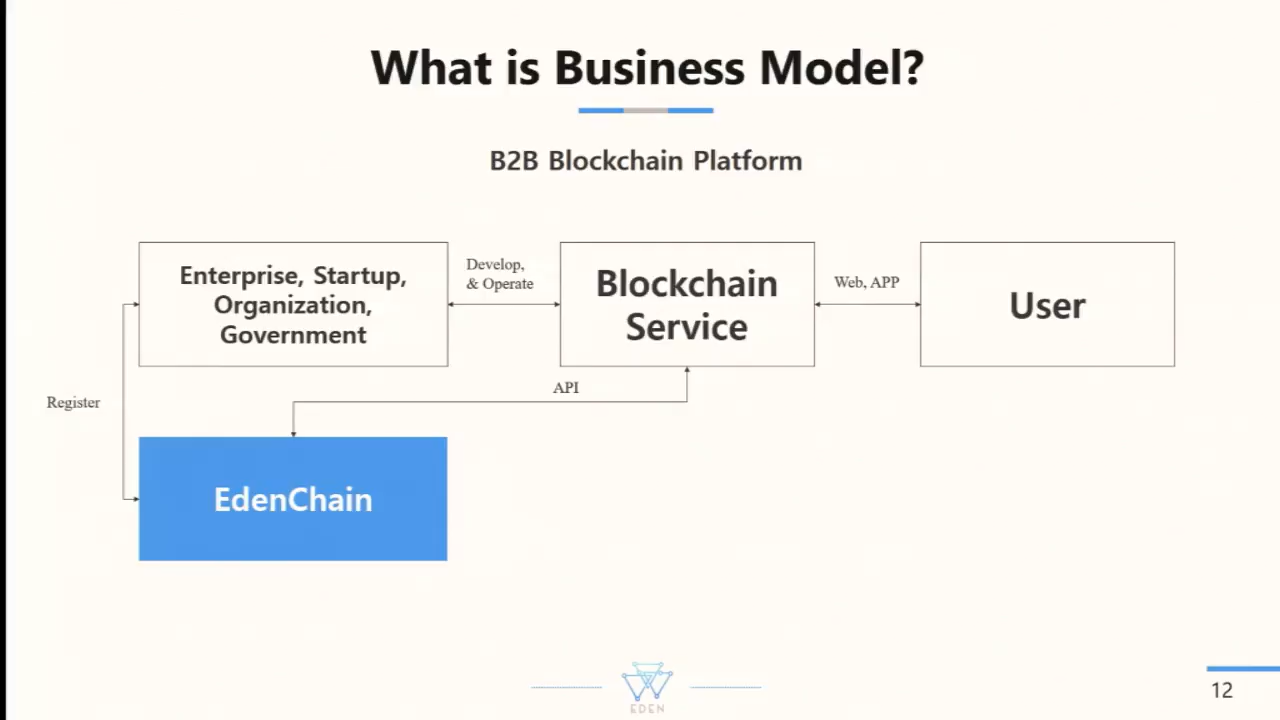 What is Business Model?
B2B Blockchain Platform
Enterprise, Startup,
Organization,
Government
Develop,
& Operate
Blockchain
Service
Web, APP
User
API
Register
EdenChain
EDEN
12